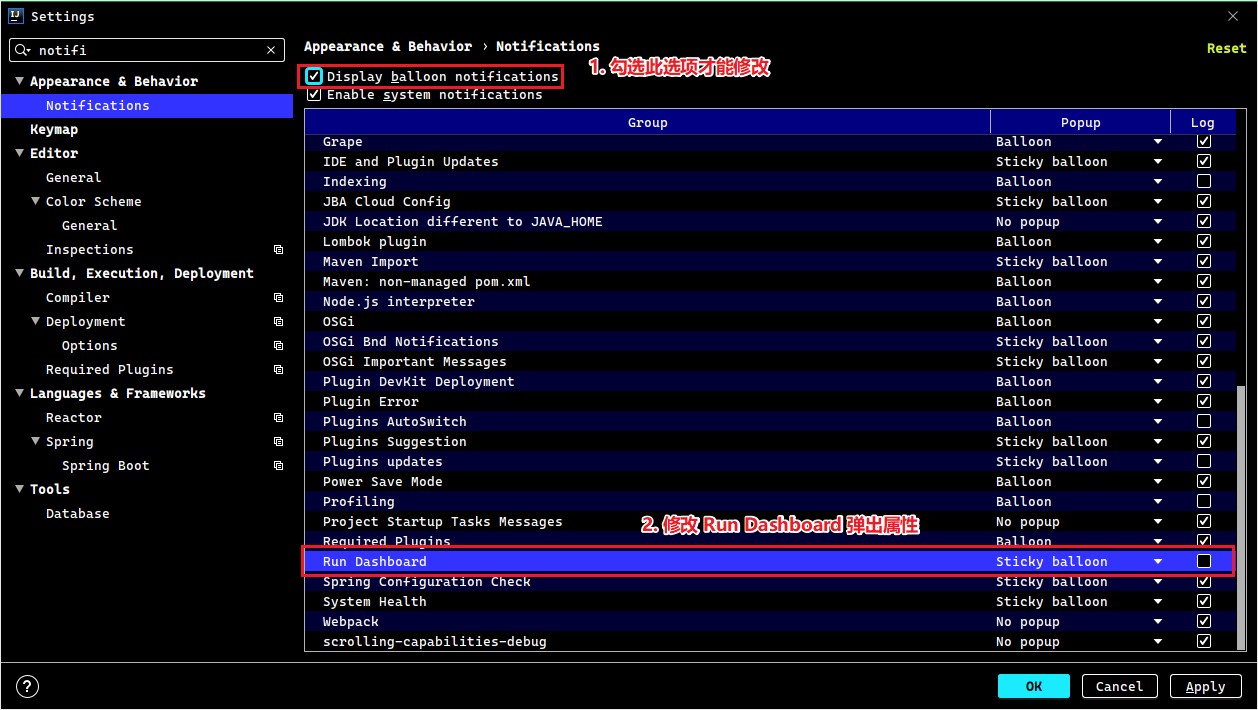 Settings
notifi
Appearance & Behavior
Notifications
Keymap
Editor
General
Color Scheme
General
Inspections
Build, Execution, Deployment
Compiler
Deployment
Options
Required Plugins
Languages & Frameworks
Reactor
Spring
Spring Boot
Tools
Database
Appearance & Behavior › Notifications
Reset
1. 勾选此选项才能修改
Display balloon notifications
Enable system notifications
Group Popup Log
Grape Balloon
IDE and Plugin Updates Sticky balloon
Indexing Balloon
JBA Cloud Config Sticky balloon
JDK Location different to JAVA_HOME No popup
Lombok plugin Balloon
Maven Import Sticky balloon
Maven: non-managed pom.xml Balloon
Node.js interpreter Balloon
OSGi Balloon
OSGi Bnd Notifications Sticky balloon
OSGi Important Messages Sticky balloon
Plugin DevKit Deployment Balloon
Plugin Error Balloon
Plugins AutoSwitch Balloon
Plugins Suggestion Sticky balloon
Plugins updates Sticky balloon
Power Save Mode Balloon
Profiling Balloon
Project Startup Tasks Messages No popup
2. 修改 Run Dashboard 弹出属性
Required Plugins Balloon
Run Dashboard Sticky balloon
Spring Configuration Check Sticky balloon
System Health Sticky balloon
Webpack No popup
scrolling-capabilities-debug No popup
? OK Cancel Apply